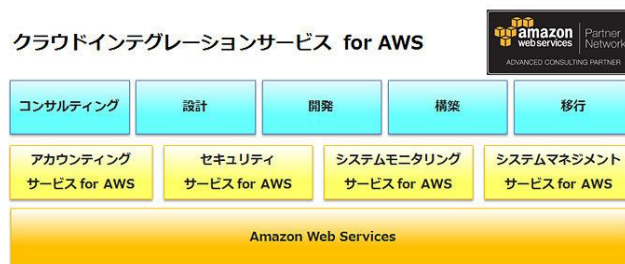 クラウドインテグレーションサービス for AWS
amazon
web services
Partner
Network
ADVANCED CONSULTING PARTNER
コンサルティング
設計
開発
構築
移行
アカウンティング
サービス for AWS
セキュリティ
サービス for AWS
システムモニタリング
サービス for AWS
システムマネジメント
サービス for AWS
Amazon Web Services